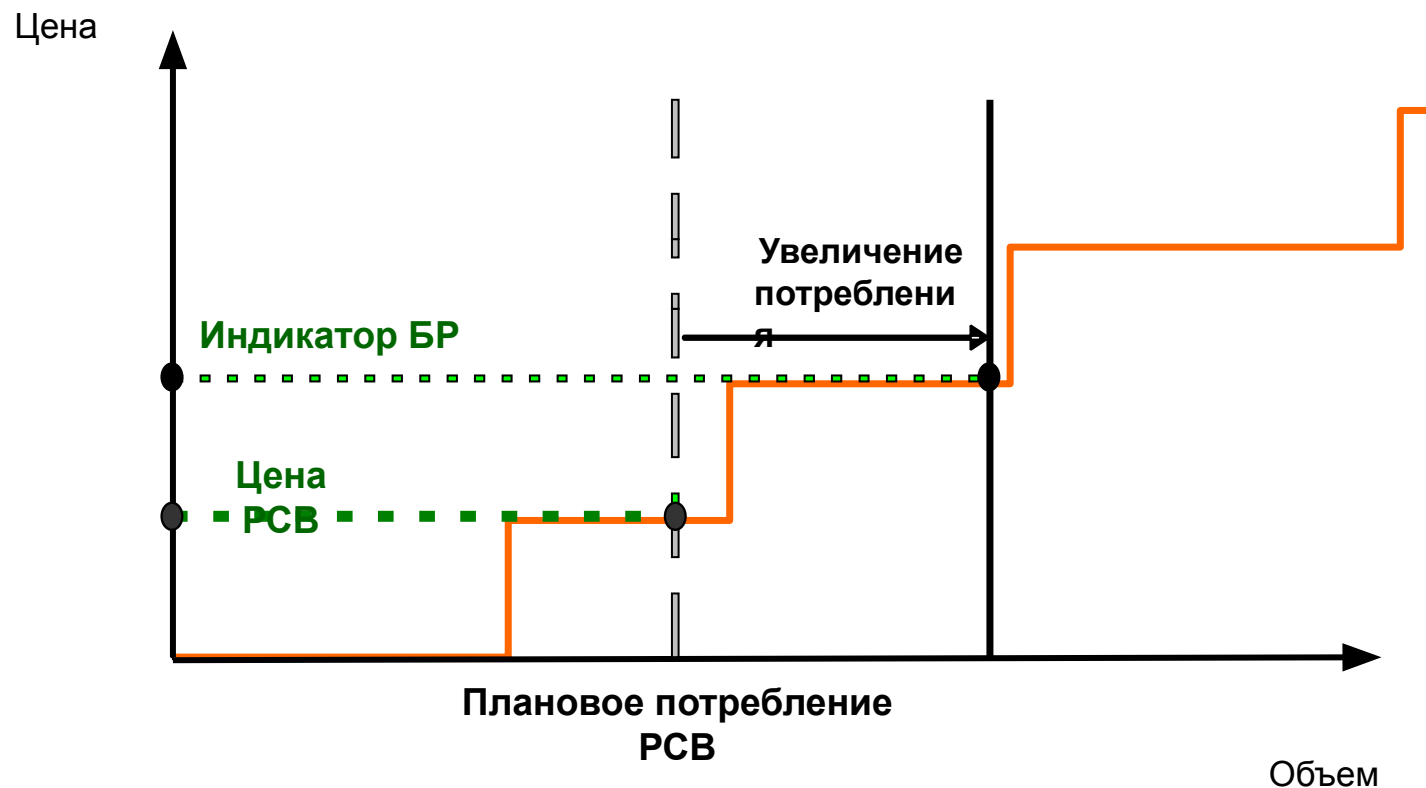 Цена
Увеличение
потреблени
я
Индикатор БР
Цена
РСВ
Плановое потребление
РСВ
Объем